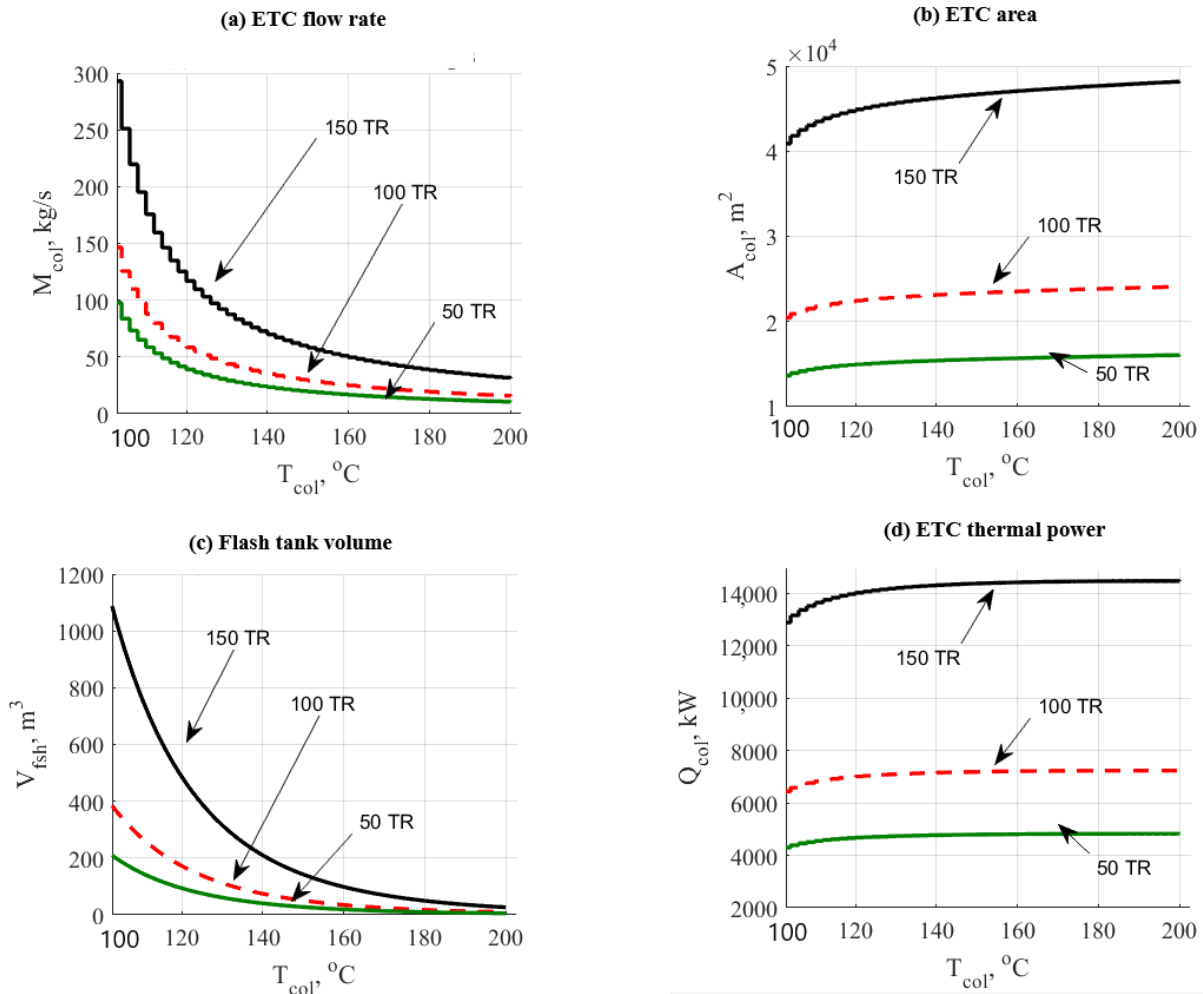 (a) ETC flow rate
300
250
200
150
100
50
0
M_col, kg/s
150 TR
100 TR
50 TR
100 120 140 160 180 200
T_col, °C
(b) ETC area
×10^4
5
4
3
2
1
A_col, m^2
150 TR
100 TR
50 TR
100 120 140 160 180 200
T_col, °C
(c) Flash tank volume
1200
1000
800
600
400
200
0
V_fsh, m^3
150 TR
100 TR
50 TR
100 120 140 160 180 200
T_col, °C
(d) ETC thermal power
14,000
12,000
10,000
8000
6000
4000
2000
Q_col, kW
150 TR
100 TR
50 TR
100 120 140 160 180 200
T_col, °C